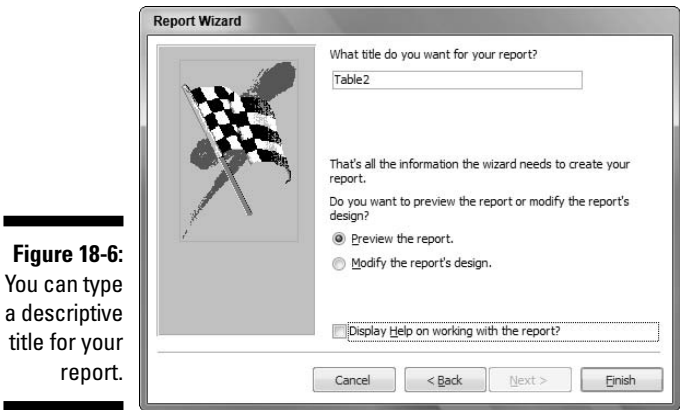 Report Wizard
What title do you want for your report?
Table2
That's all the information the wizard needs to create your
report.
Do you want to preview the report or modify the report's
design?
Preview the report.
Modify the report's design.
Display Help on working with the report?
Cancel
< Back
Next >
Finish
Figure 18-6:
You can type
a descriptive
title for your
report.